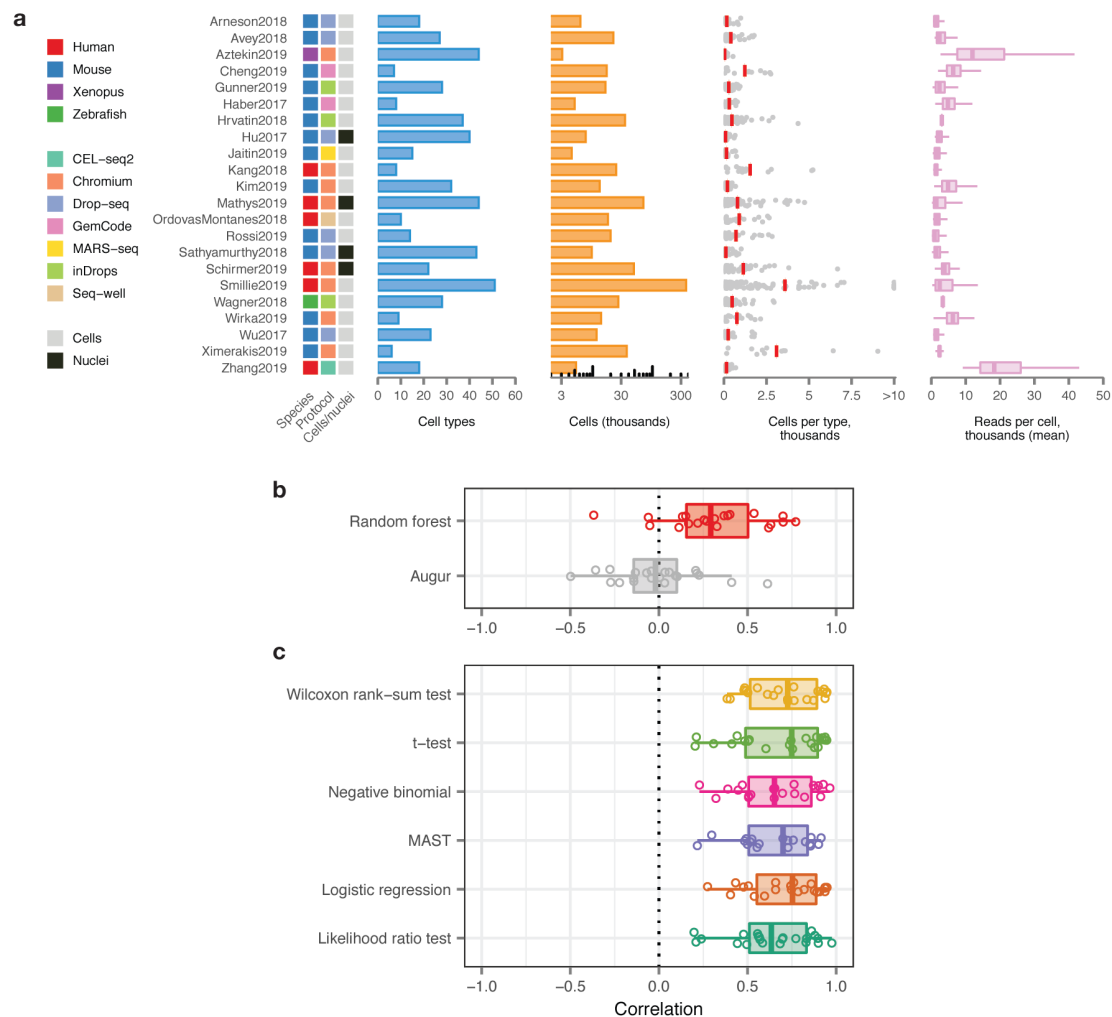 a
Human
Mouse
Xenopus
Zebrafish
CEL−seq2
Chromium
Drop−seq
GemCode
MARS−seq
inDrops
Seq−well
Cells
Nuclei
Arneson2018
Avey2018
Aztekin2019
Cheng2019
Gunner2019
Haber2017
Hrvatin2018
Hu2017
Jaitin2019
Kang2018
Kim2019
Mathys2019
OrdovasMontanes2018
Rossi2019
Sathyamurthy2018
Schirmer2019
Smillie2019
Wagner2018
Wirka2019
Wu2017
Ximerakis2019
Zhang2019
Species
Protocol
Cells/nuclei
0 10 20 30 40 50 60
Cell types
3 30 300
Cells (thousands)
0 2.5 5 7.5 >10
Cells per type,
thousands
0 10 20 30 40 50
Reads per cell,
thousands (mean)
b
Random forest
Augur
−1.0 −0.5 0.0 0.5 1.0
c
Wilcoxon rank−sum test
t−test
Negative binomial
MAST
Logistic regression
Likelihood ratio test
−1.0 −0.5 0.0 0.5 1.0
Correlation